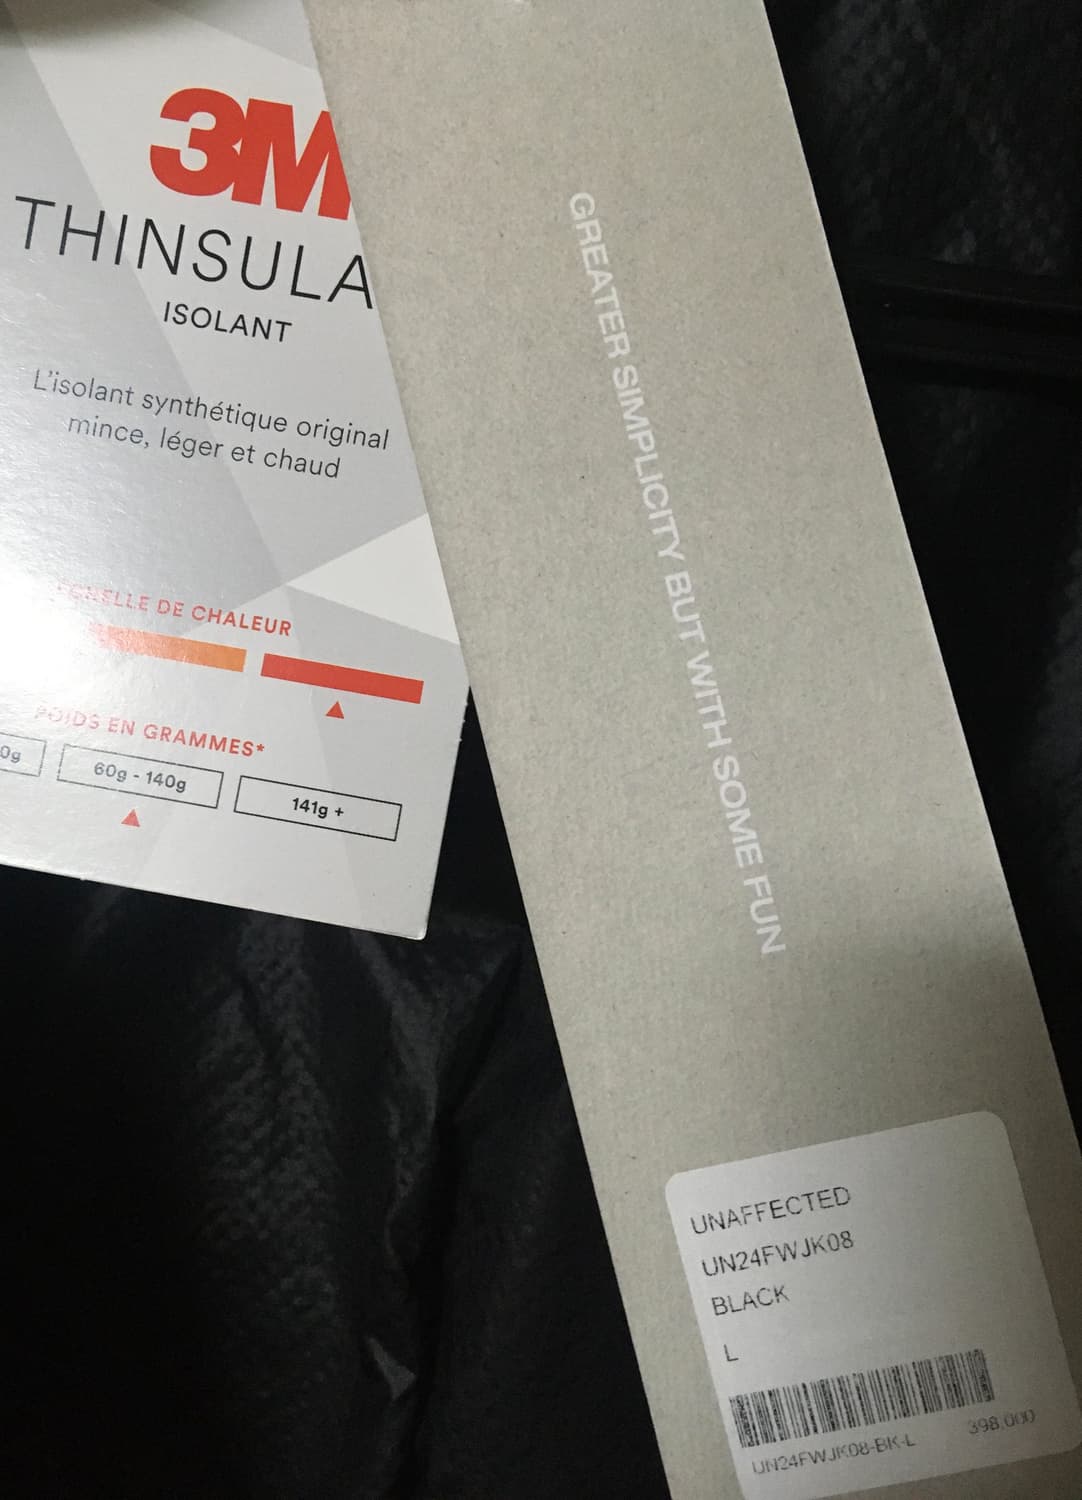 3M
THINSULA
ISOLANT
L'isolant synthétique original
mince, léger et chaud
DE CHALEUR
POIDS EN GRAMMES*
0g
60g - 140g
141g +
GREATER SIMPLICITY BUT WITH SOME FUN
UNAFFECTED
UN24FWJK08
BLACK
L
UN24FWJK08-BK-L
398,000